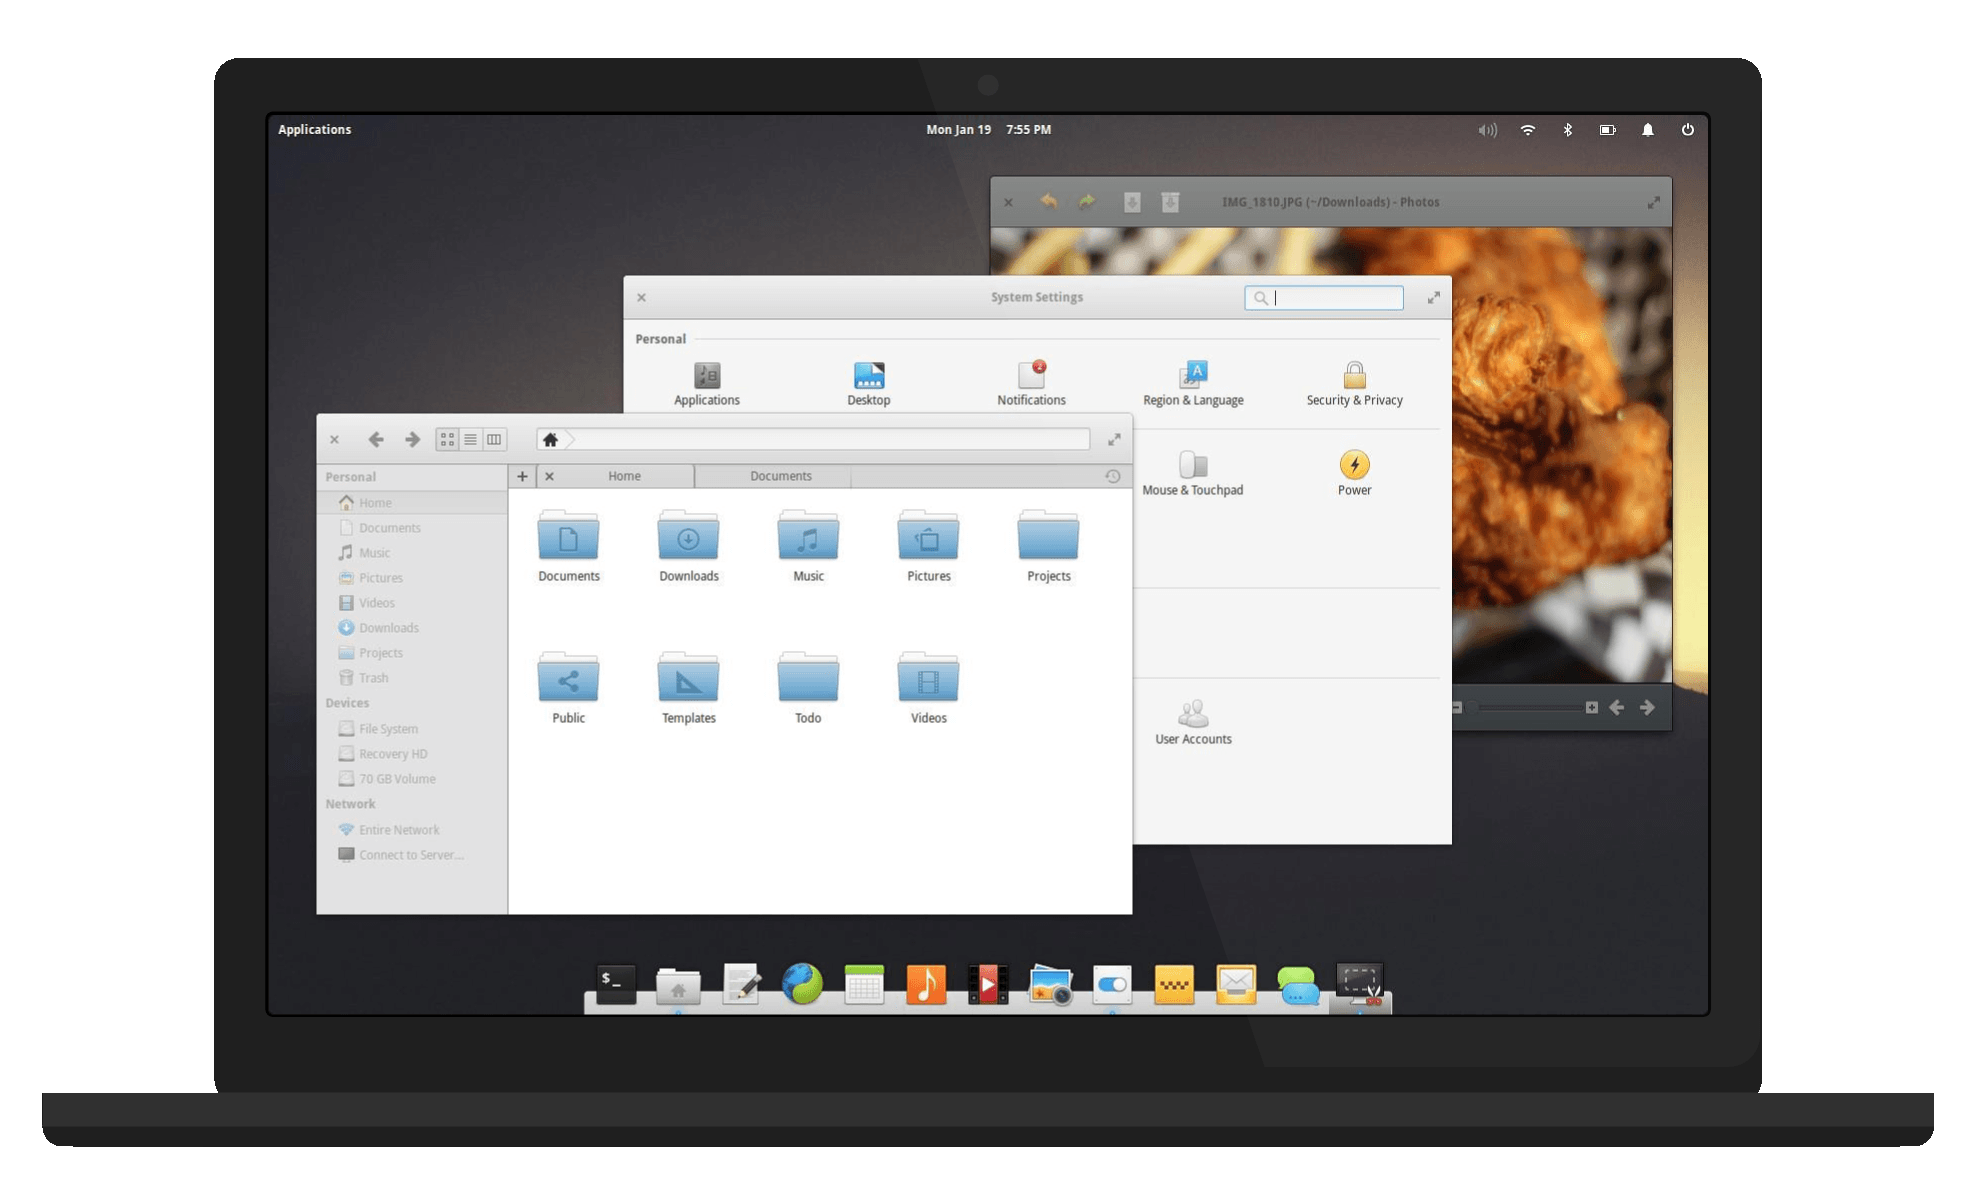 Applications
Mon Jan 19 7:55 PM
IMG_1810.JPG (~/Downloads) - Photos
System Settings
Personal
Applications
Desktop
2
Notifications
A
Region & Language
Security & Privacy
Mouse & Touchpad
Power
User Accounts
Personal
Home
Documents
Music
Pictures
Videos
Downloads
Projects
Trash
Devices
File System
Recovery HD
70 GB Volume
Network
Entire Network
Connect to Server...
Home
Documents
Documents
Downloads
Music
Pictures
Projects
Public
Templates
Todo
Videos
$_